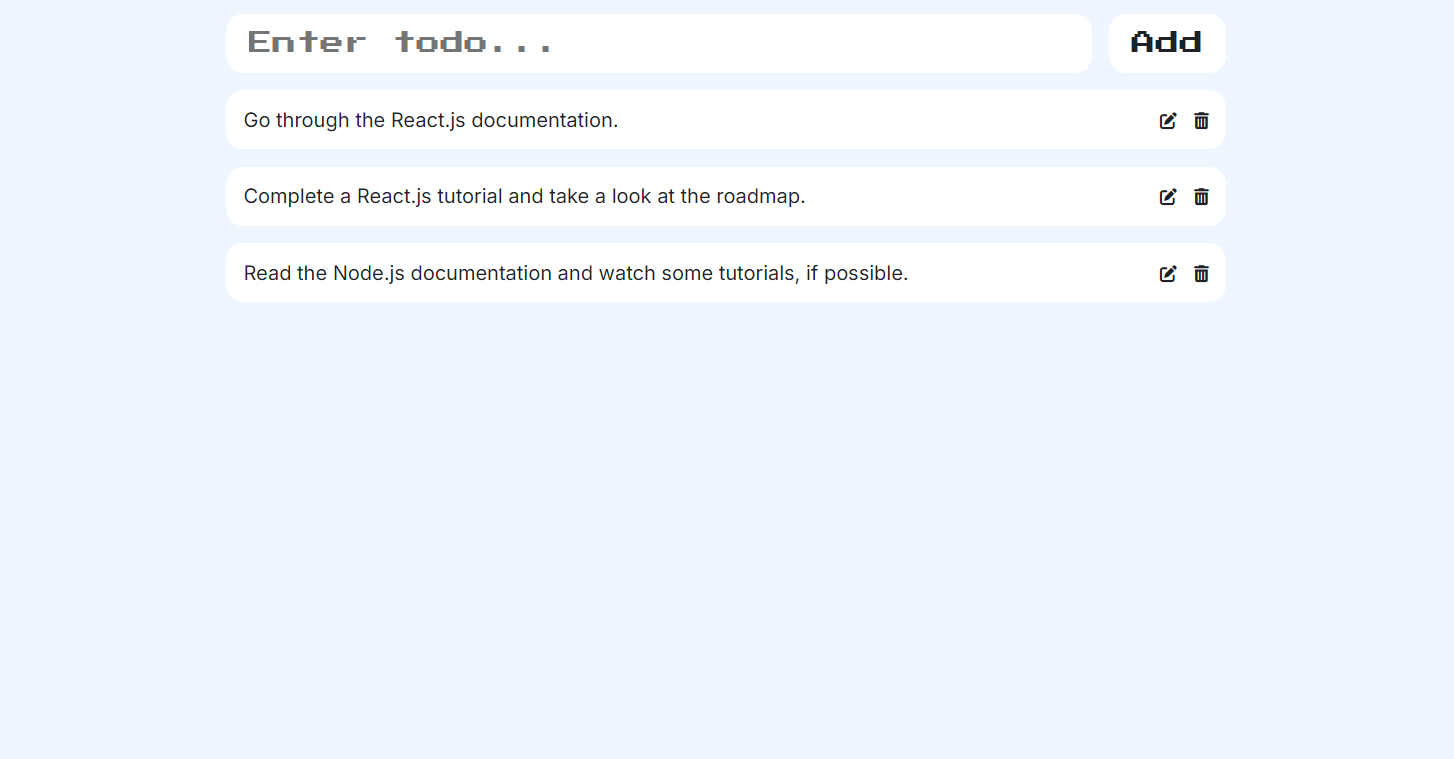 Enter todo...
Add
Go through the React.js documentation.
Complete a React.js tutorial and take a look at the roadmap.
Read the Node.js documentation and watch some tutorials, if possible.